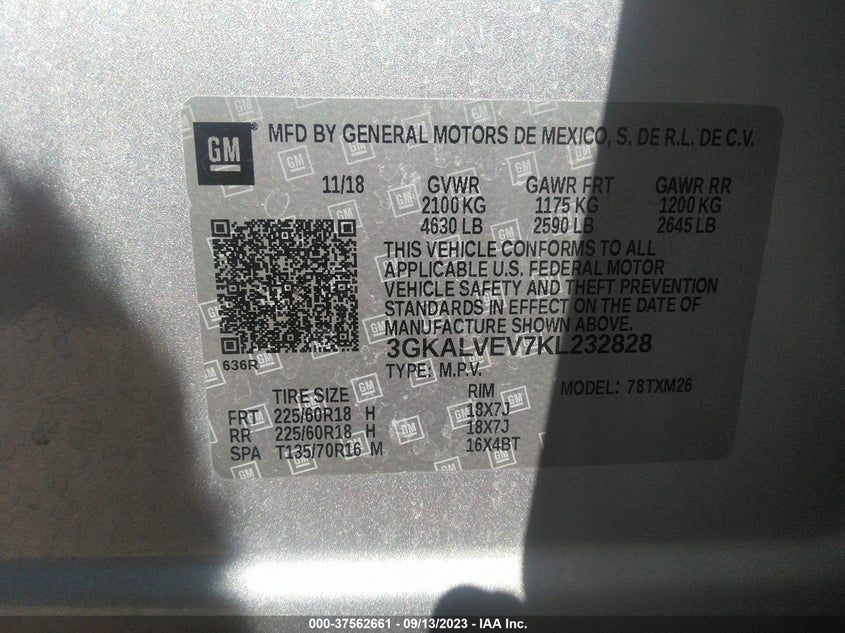 GM® MFD BY GENERAL MOTORS DE MEXICO, S. DE R.L. DE C.V.
11/18 GVWR GAWR FRT GAWR RR
2100 KG 1175 KG 1200 KG
4630 LB 2590 LB 2645 LB
THIS VEHICLE CONFORMS TO ALL
APPLICABLE U.S. FEDERAL MOTOR
VEHICLE SAFETY AND THEFT PREVENTION
STANDARDS IN EFFECT ON THE DATE OF
MANUFACTURE SHOWN ABOVE.
636R 3GKALVEV7KL232828
TYPE: M.P.V. MODEL: 78TXM26
TIRE SIZE RIM
FRT 225/60R18 H 18X7J
RR 225/60R18 H 18X7J
SPA T135/70R16 M 16X4BT
000-37562661 - 09/13/2023 - IAA Inc.